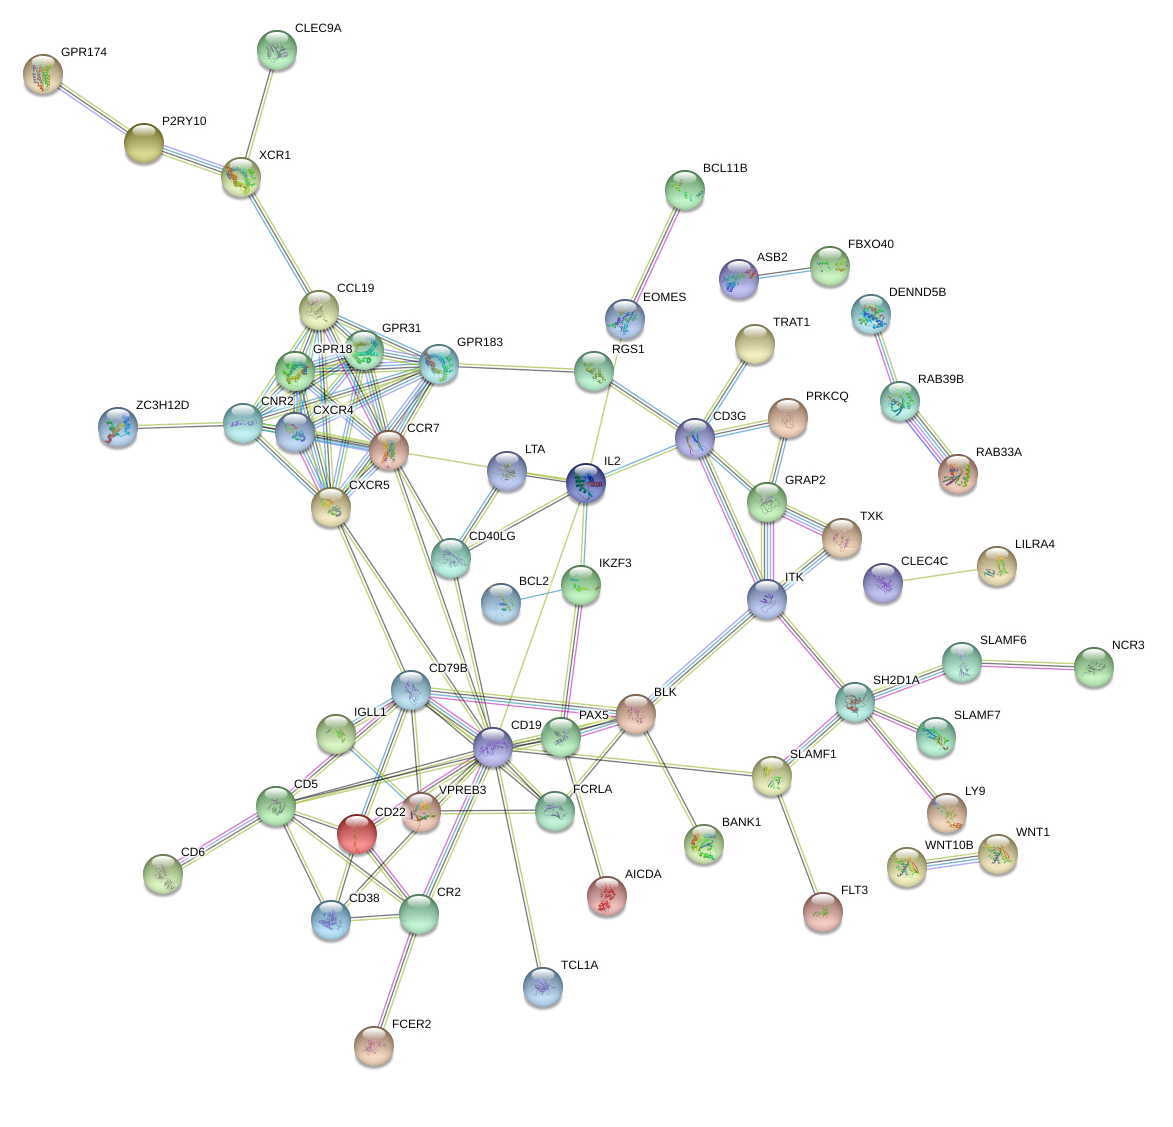 CLEC9A
GPR174
P2RY10
XCR1
BCL11B
FBXO40
ASB2
CCL19
DENND5B
EOMES
TRAT1
GPR31
GPR183
GPR18
RGS1
RAB39B
PRKCQ
ZC3H12D
CNR2
CXCR4
CD3G
CCR7
LTA
IL2
RAB33A
CXCR5
GRAP2
TXK
CD40LG
LILRA4
CLEC4C
IKZF3
BCL2
ITK
SLAMF6
NCR3
CD79B
SH2D1A
BLK
IGLL1
PAX5
SLAMF7
CD19
SLAMF1
CD5
VPREB3
FCRLA
LY9
CD22
BANK1
WNT1
WNT10B
CD6
AICDA
CR2
FLT3
CD38
TCL1A
FCER2